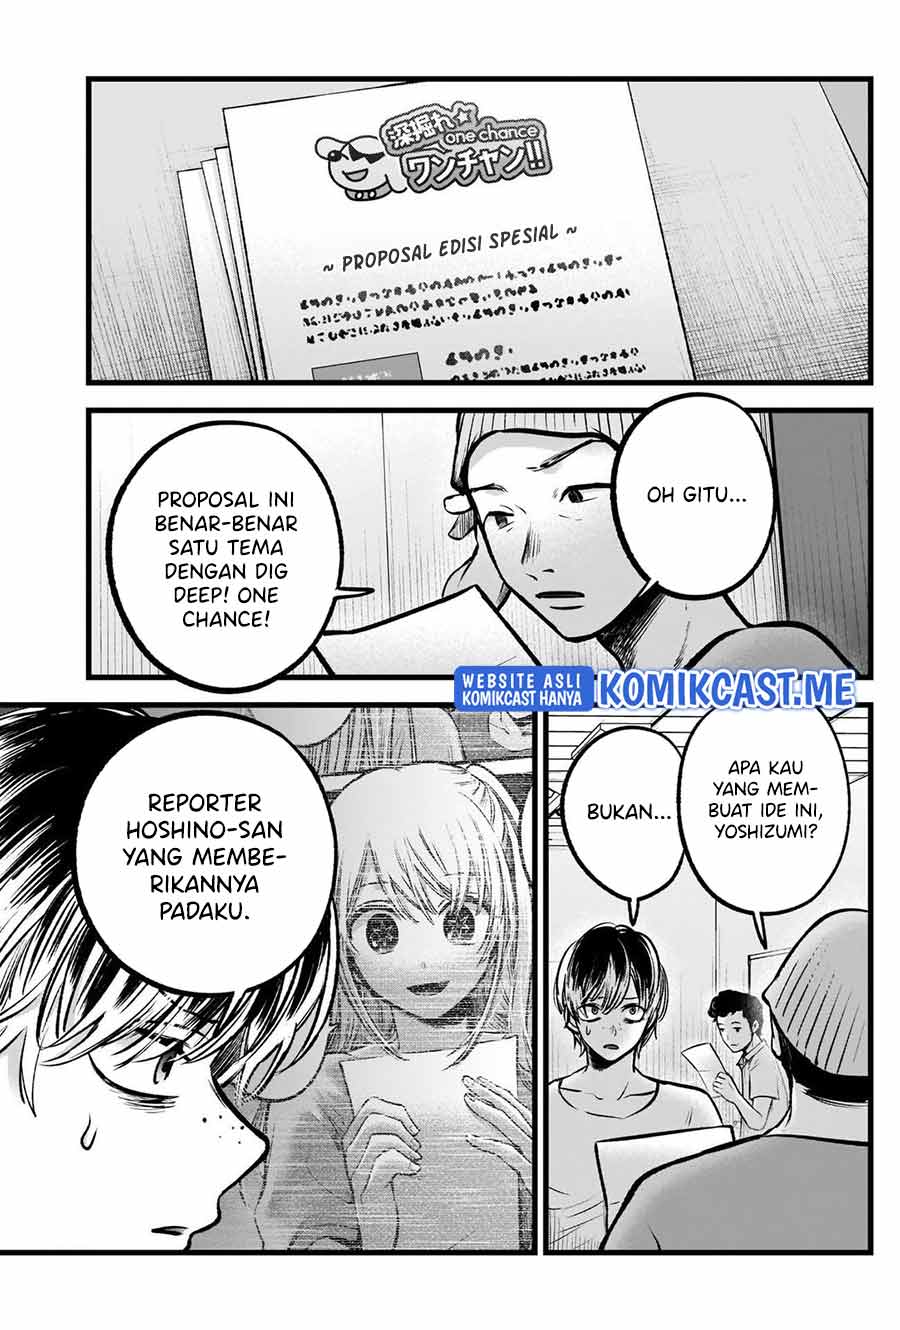 深掘れ☆
one chance
ワンチャン!!
~ PROPOSAL EDISI SPESIAL ~
OH GITU...
PROPOSAL INI
BENAR-BENAR
SATU TEMA
DENGAN DIG
DEEP! ONE
CHANCE!
WEBSITE ASLI
KOMIKCAST HANYA
KOMIKCAST.ME
APA KAU
YANG MEM-
BUAT IDE INI,
YOSHIZUMI?
BUKAN...
REPORTER
HOSHINO-SAN
YANG MEMBE-
RIKANNYA
PADAKU.